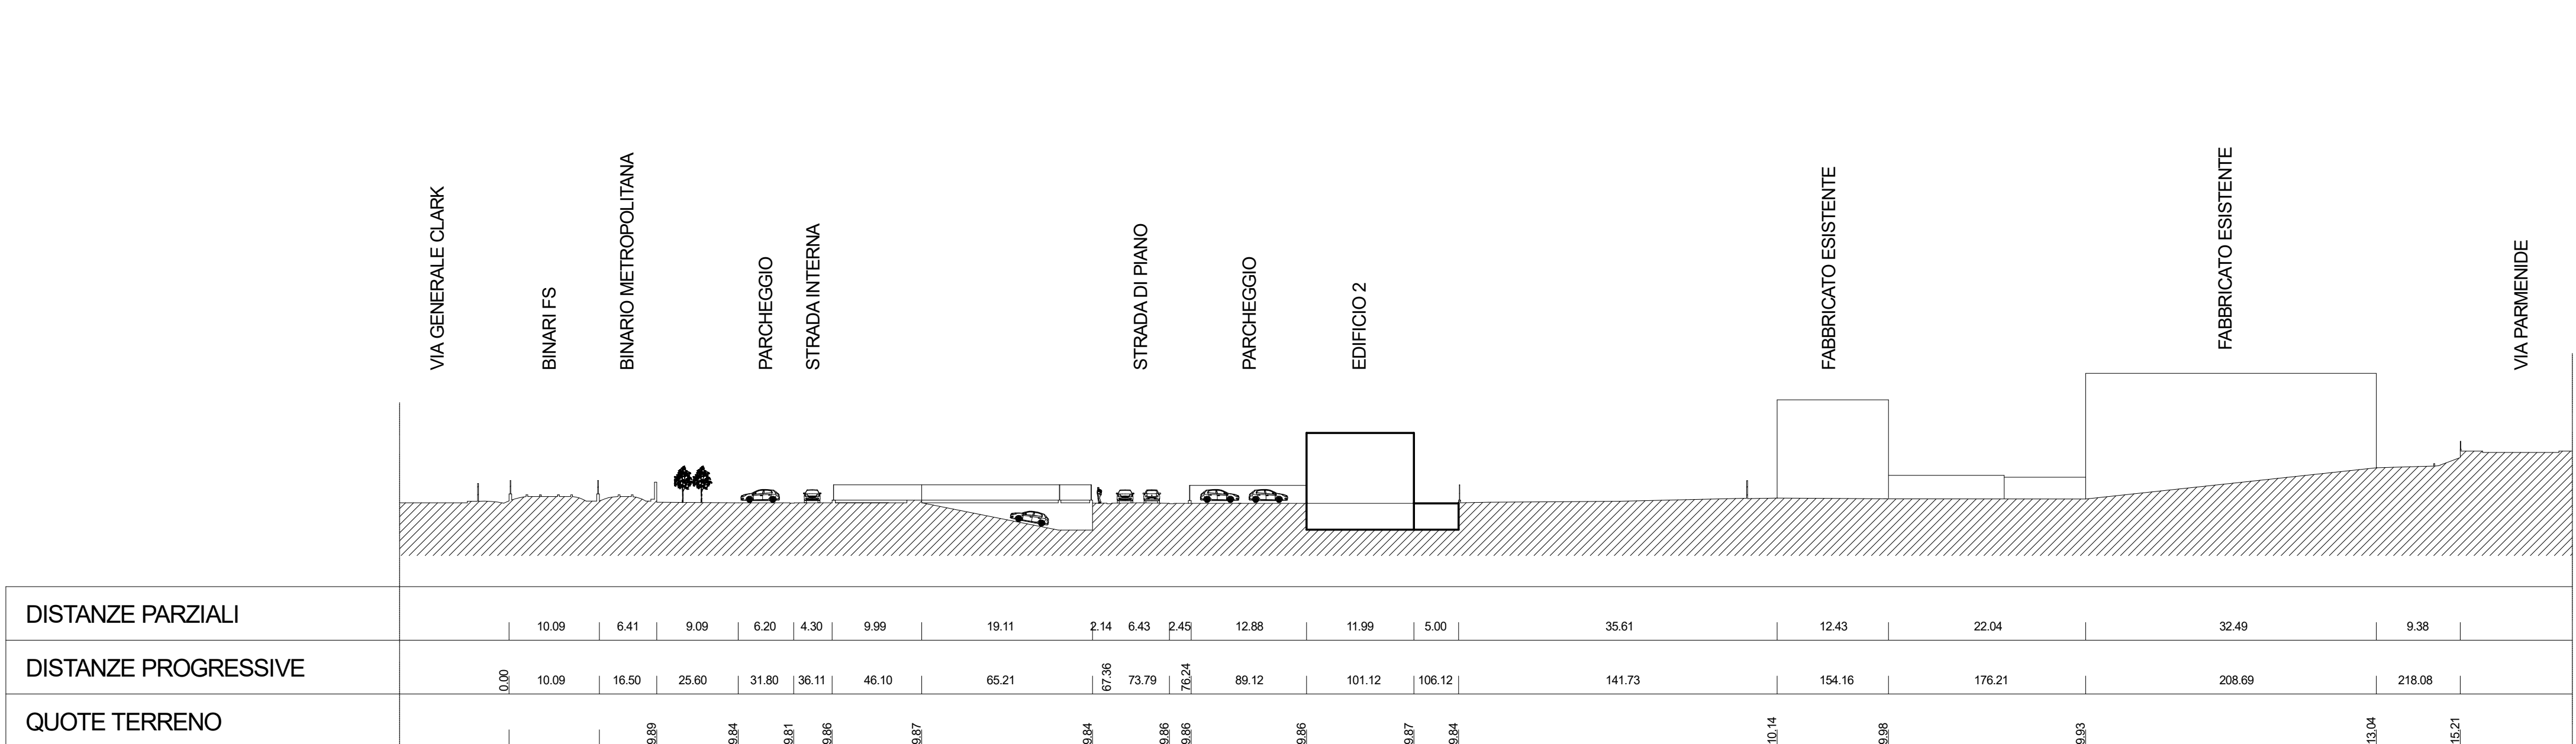 VIA GENERALE CLARK
BINARI FS
BINARIO METROPOLITANA
PARCHEGGIO
STRADA INTERNA
STRADA DI PIANO
PARCHEGGIO
EDIFICIO 2
FABBRICATO ESISTENTE
FABBRICATO ESISTENTE
VIA PARMENIDE
DISTANZE PARZIALI 10.09 6.41 9.09 6.20 4.30 9.99 19.11 2.14 6.43 2.45 12.88 11.99 5.00 35.61 12.43 22.04 32.49 9.38
DISTANZE PROGRESSIVE 0.00 10.09 16.50 25.60 31.80 36.11 46.10 65.21 67.36 73.79 76.24 89.12 101.12 106.12 141.73 154.16 176.21 208.69 218.08
QUOTE TERRENO 9.89 9.84 9.81 9.86 9.87 9.84 9.86 9.86 9.86 9.87 9.84 10.14 9.98 9.93 13.04 15.21